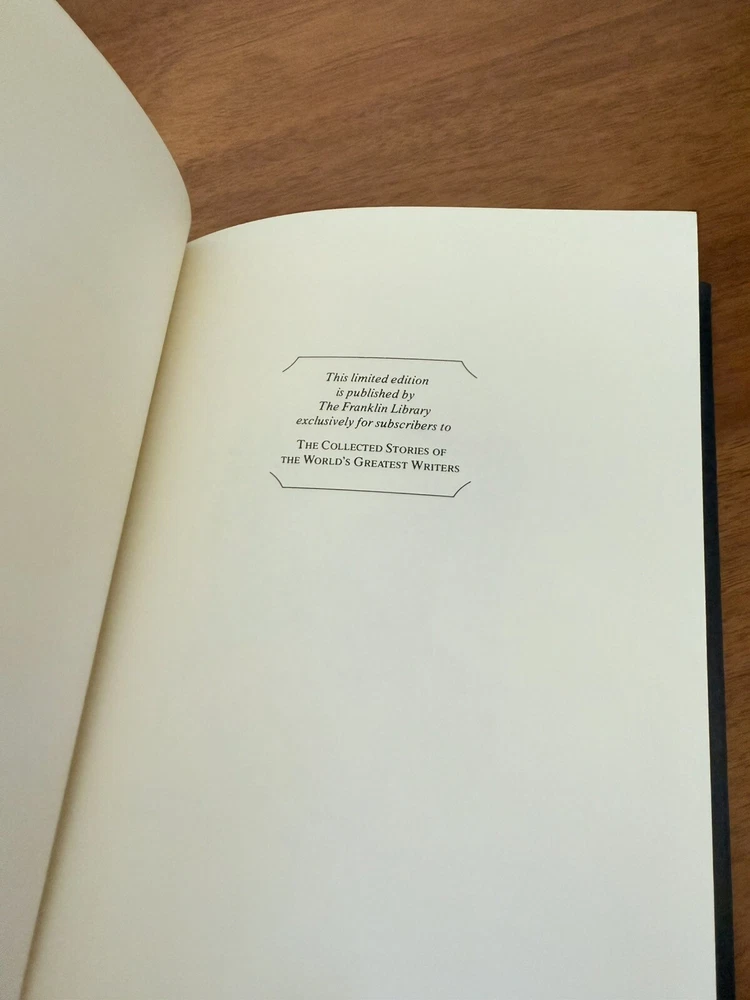 This limited edition
is published by
The Franklin Library
exclusively for subscribers to
THE COLLECTED STORIES OF
THE WORLD'S GREATEST WRITERS